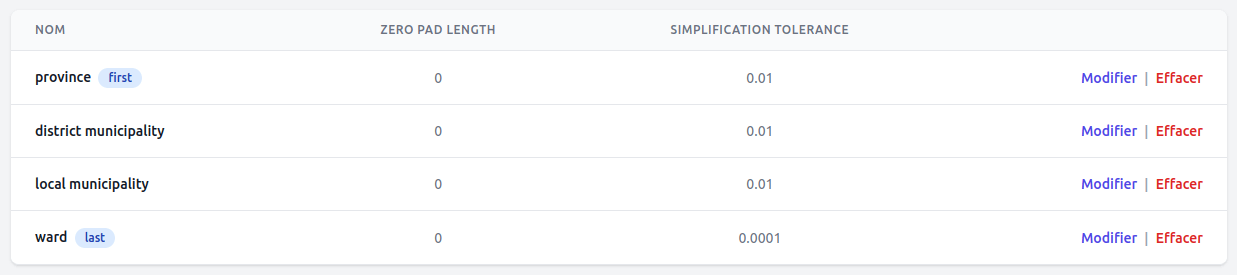 NOM ZERO PAD LENGTH SIMPLIFICATION TOLERANCE
province first 0 0.01 Modifier | Effacer
district municipality 0 0.01 Modifier | Effacer
local municipality 0 0.01 Modifier | Effacer
ward last 0 0.0001 Modifier | Effacer